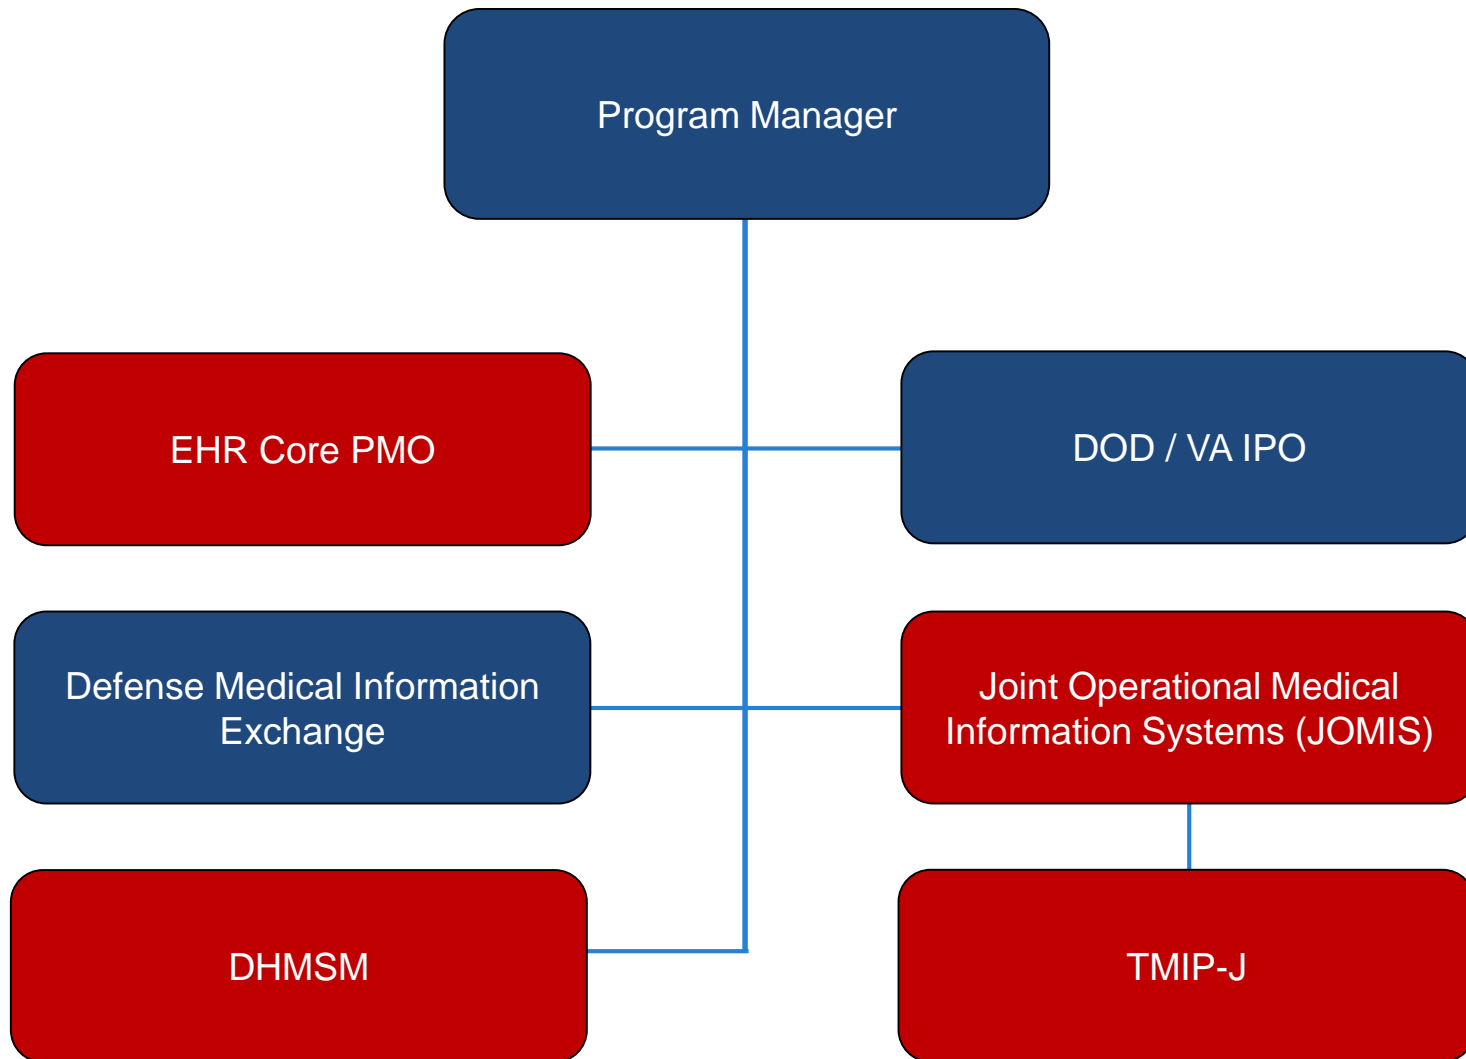 Program Manager
EHR Core PMO
DOD / VA IPO
Defense Medical Information
Exchange
Joint Operational Medical
Information Systems (JOMIS)
DHMSM
TMIP-J